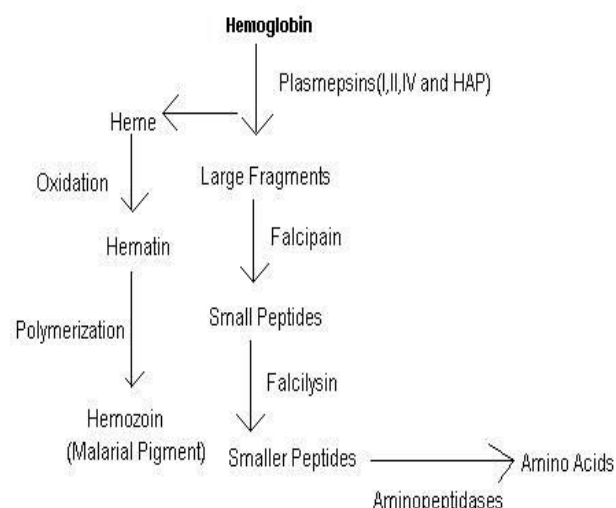 Hemoglobin
Plasmepsins(I,II,IV and HAP)
Heme
Large Fragments
Oxidation
Falcipain
Hematin
Small Peptides
Polymerization
Falcilysin
Hemozoin
(Malarial Pigment)
Smaller Peptides
Amino Acids
Aminopeptidases